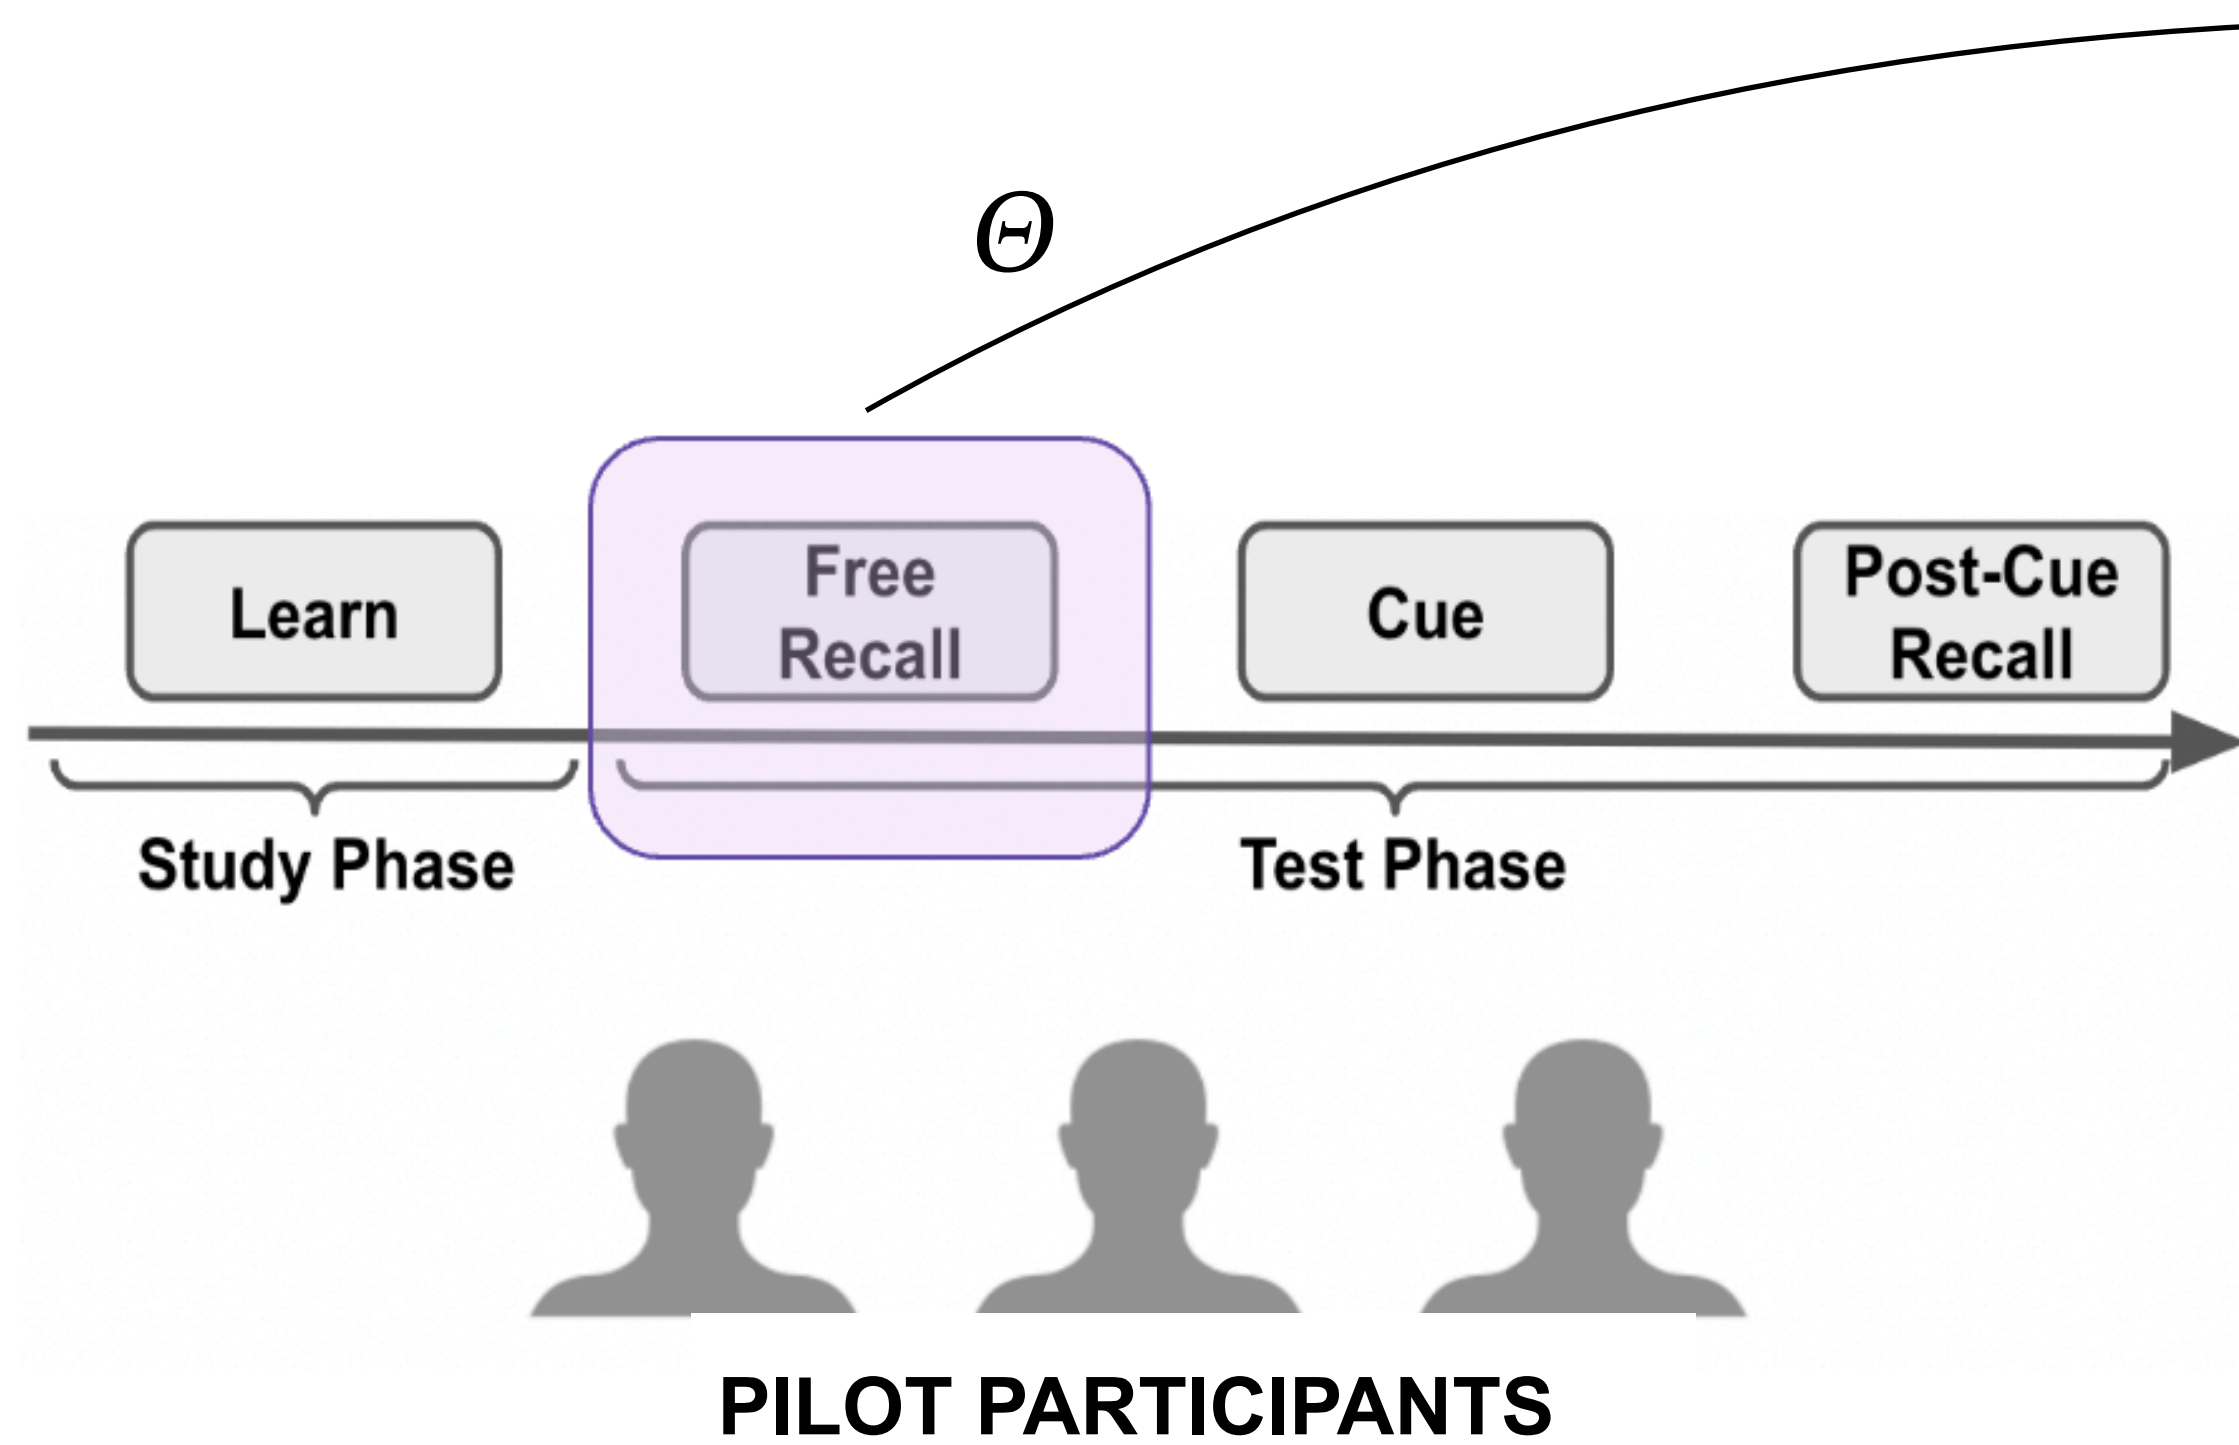 Θ
Learn
Free
Recall
Cue
Post-Cue
Recall
Study Phase
Test Phase
PILOT PARTICIPANTS